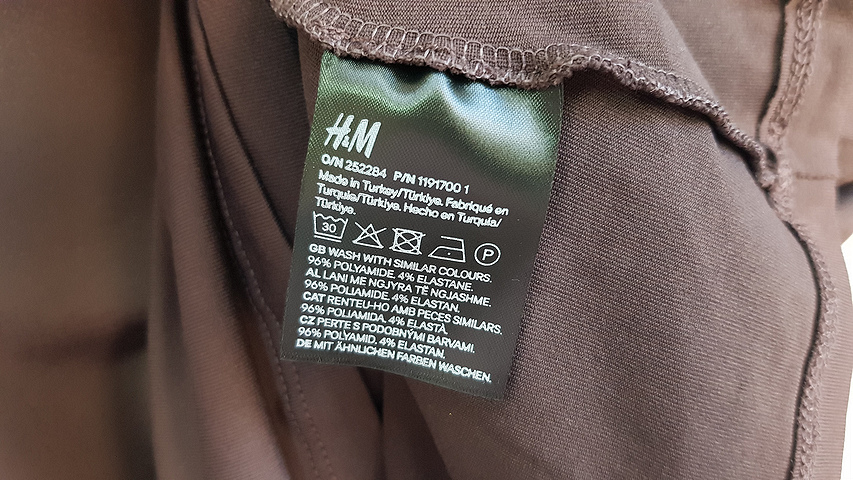 H&M
O/N 252284 P/N 1191700 1
Made in Turkey/Türkiye. Fabriqué en
Turquie/Türkiye. Hecho en Turquía/
Türkiye.
30 P
GB WASH WITH SIMILAR COLOURS.
96% POLYAMIDE. 4% ELASTANE.
AL LANI ME NGJYRA TË NGJASHME.
96% POLIAMIDE. 4% ELASTAN.
CAT RENTEU-HO AMB PECES SIMILARS.
96% POLIAMIDA. 4% ELASTÀ.
CZ PERTE S PODOBNÝMI BARVAMI.
96% POLYAMID. 4% ELASTAN.
DE MIT ÄHNLICHEN FARBEN WASCHEN.